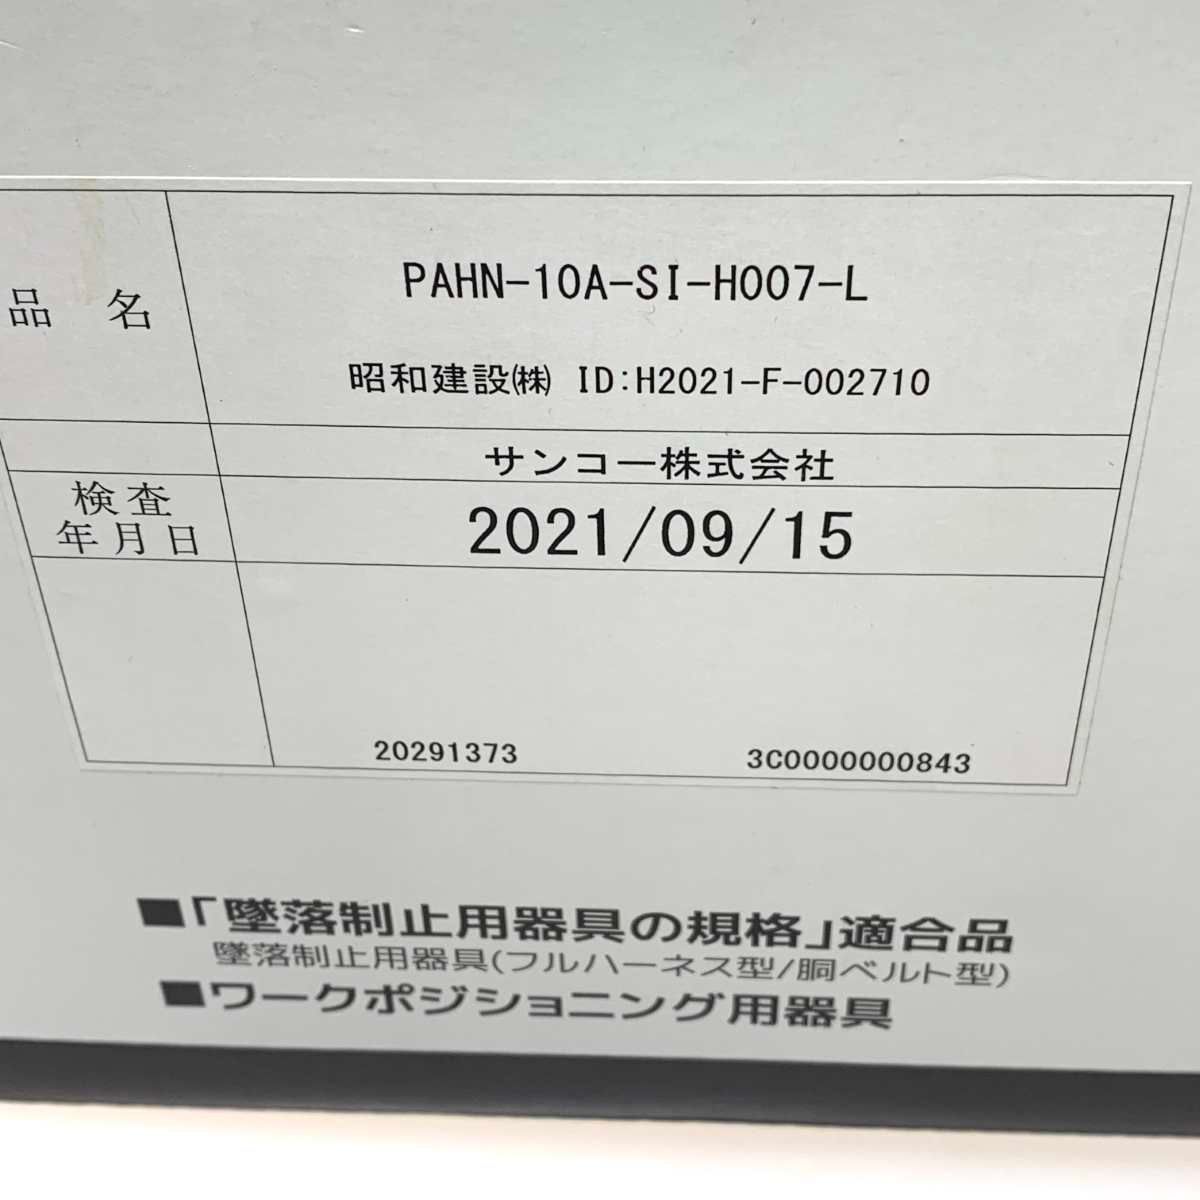 品 名
PAHN-10A-SI-H007-L
昭和建設㈱ ID:H2021-F-002710
サンコー株式会社
検査
年月日
2021/09/15
20291373 3C0000000843
■「墜落制止用器具の規格」適合品
墜落制止用器具(フルハーネス型/胴ベルト型)
■ワークポジショニング用器具